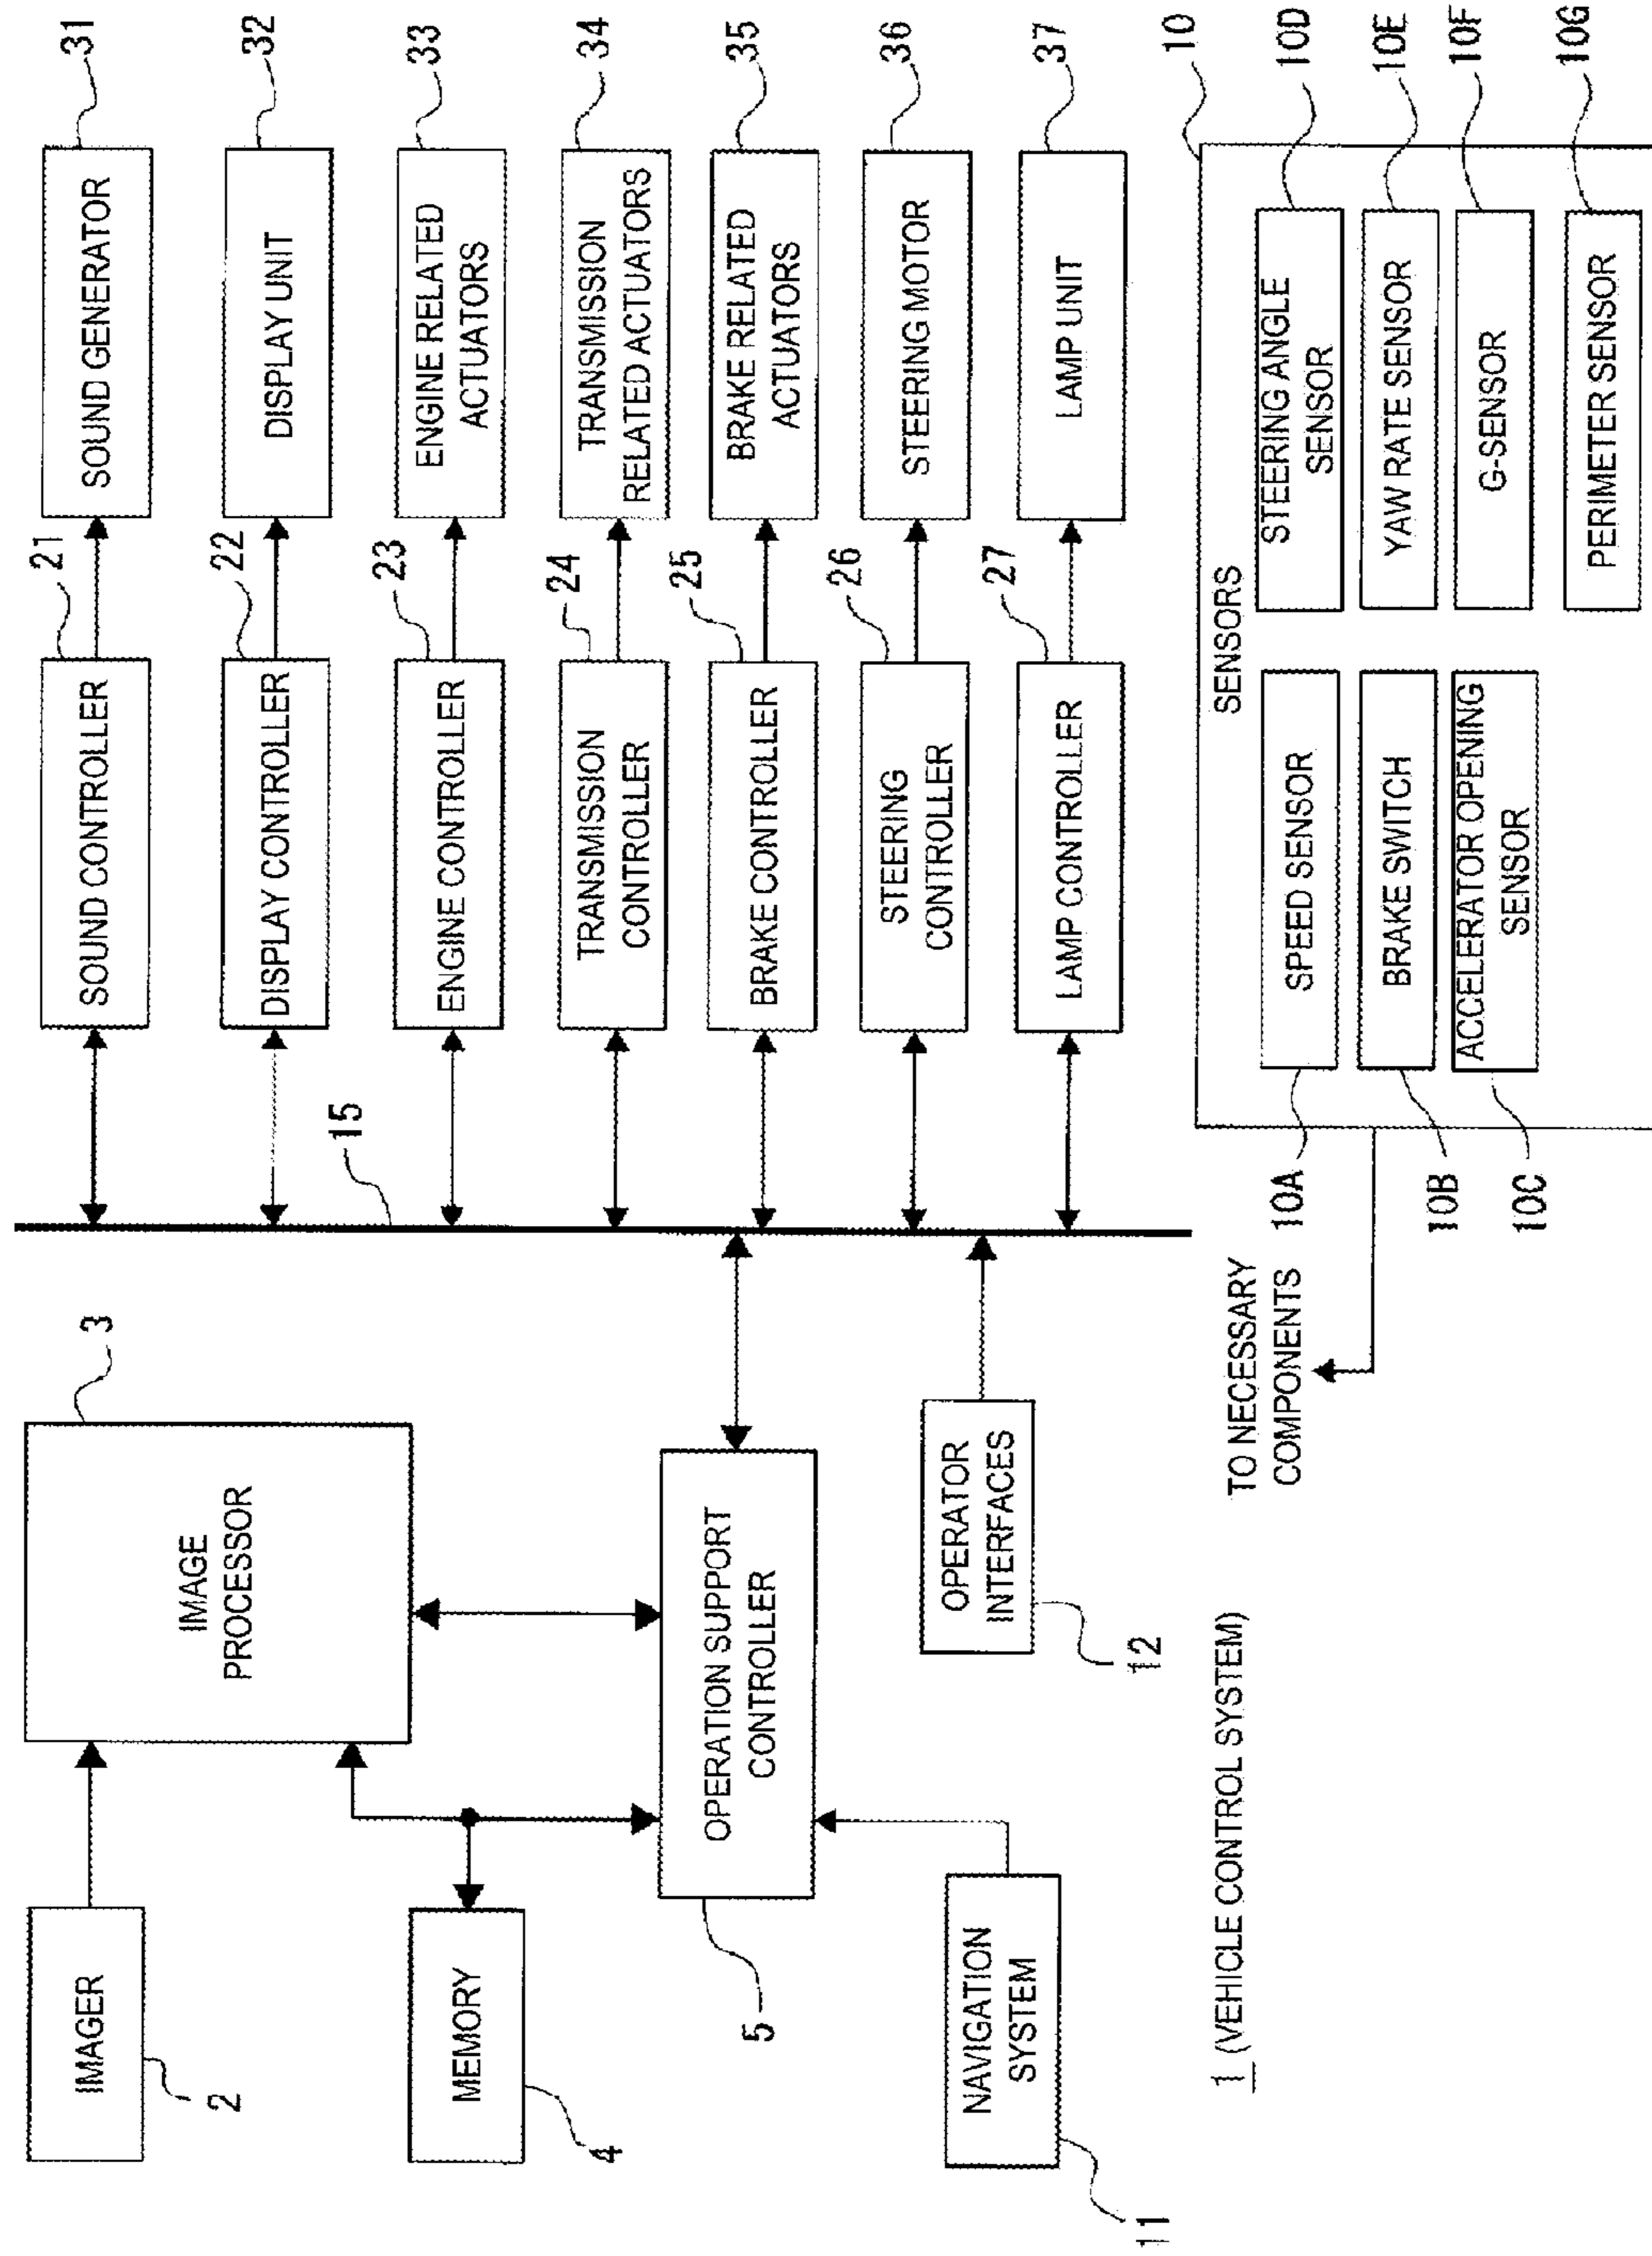 IMAGER
2
IMAGE
PROCESSOR
3
MEMORY
4
OPERATION SUPPORT
CONTROLLER
5
NAVIGATION
SYSTEM
11
OPERATOR
INTERFACES
12
15
SOUND CONTROLLER
21
SOUND GENERATOR
31
DISPLAY CONTROLLER
22
DISPLAY UNIT
32
ENGINE CONTROLLER
23
ENGINE RELATED
ACTUATORS
33
TRANSMISSION
CONTROLLER
24
TRANSMISSION
RELATED ACTUATORS
34
BRAKE CONTROLLER
25
BRAKE RELATED
ACTUATORS
35
STEERING
CONTROLLER
26
STEERING MOTOR
36
LAMP CONTROLLER
27
LAMP UNIT
37
TO NECESSARY
COMPONENTS
SENSORS
10
SPEED SENSOR
10A
BRAKE SWITCH
10B
ACCELERATOR OPENING
SENSOR
10C
STEERING ANGLE
SENSOR
10D
YAW RATE SENSOR
10E
G-SENSOR
10F
PERIMETER SENSOR
10G
1 (VEHICLE CONTROL SYSTEM)